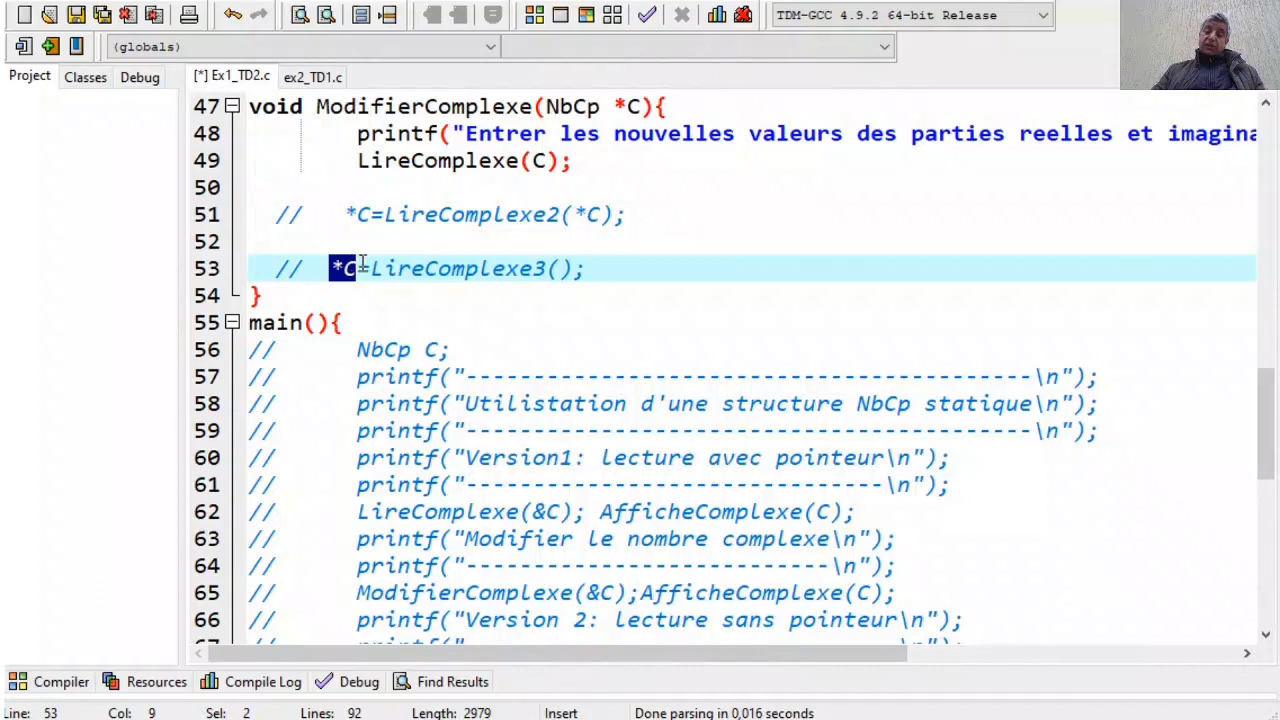 TDM-GCC 4.9.2 64-bit Release
(globals)
Project Classes Debug [*] Ex1_TD2.c ex2_TD1.c
47 void ModifierComplexe(NbCp *C){
48 printf("Entrer les nouvelles valeurs des parties reelles et imagina
49 LireComplexe(C);
50
51 // *C=LireComplexe2(*C);
52
53 // *C=LireComplexe3();
54 }
55 main(){
56 // NbCp C;
57 // printf("------------------------------------------\n");
58 // printf("Utilistation d'une structure NbCp statique\n");
59 // printf("------------------------------------------\n");
60 // printf("Version1: lecture avec pointeur\n");
61 // printf("-------------------------------\n");
62 // LireComplexe(&C); AfficheComplexe(C);
63 // printf("Modifier le nombre complexe\n");
64 // printf("---------------------------\n");
65 // ModifierComplexe(&C);AfficheComplexe(C);
66 // printf("Version 2: lecture sans pointeur\n");
Compiler Resources Compile Log Debug Find Results
Line: 53 Col: 9 Sel: 2 Lines: 92 Length: 2979 Insert Done parsing in 0,016 seconds